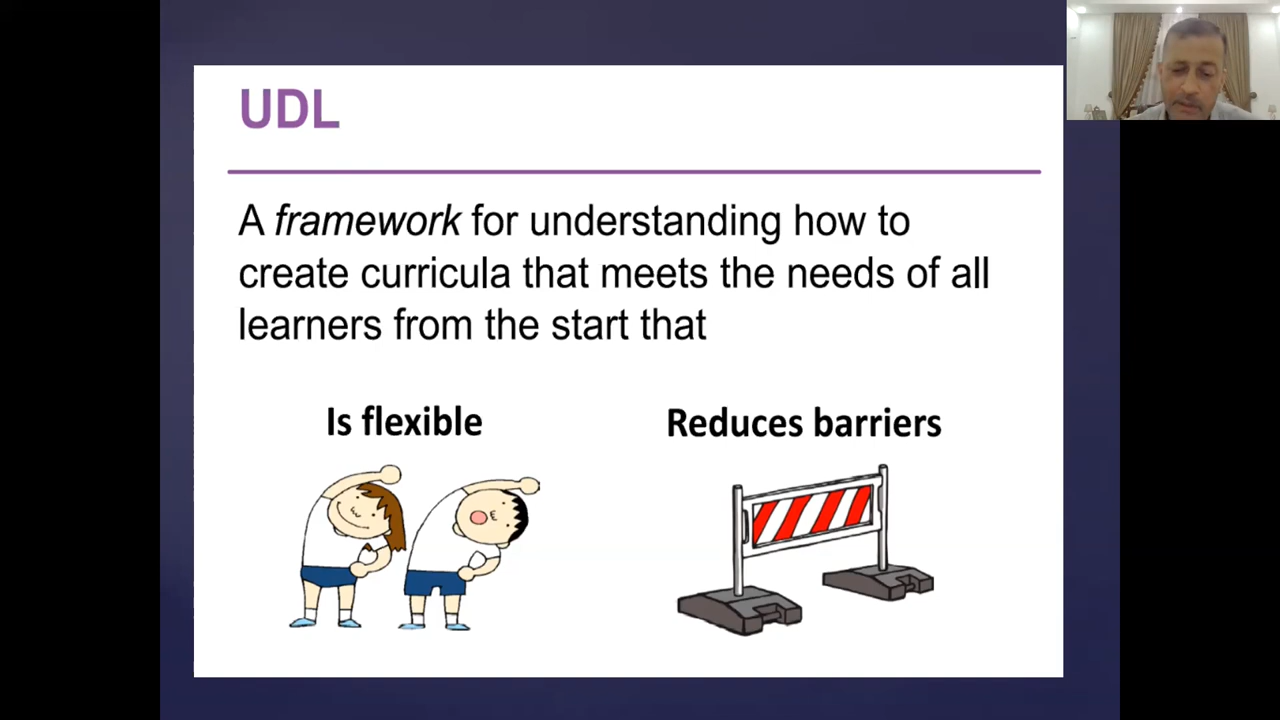 UDL
A framework for understanding how to
create curricula that meets the needs of all
learners from the start that
Is flexible
Reduces barriers